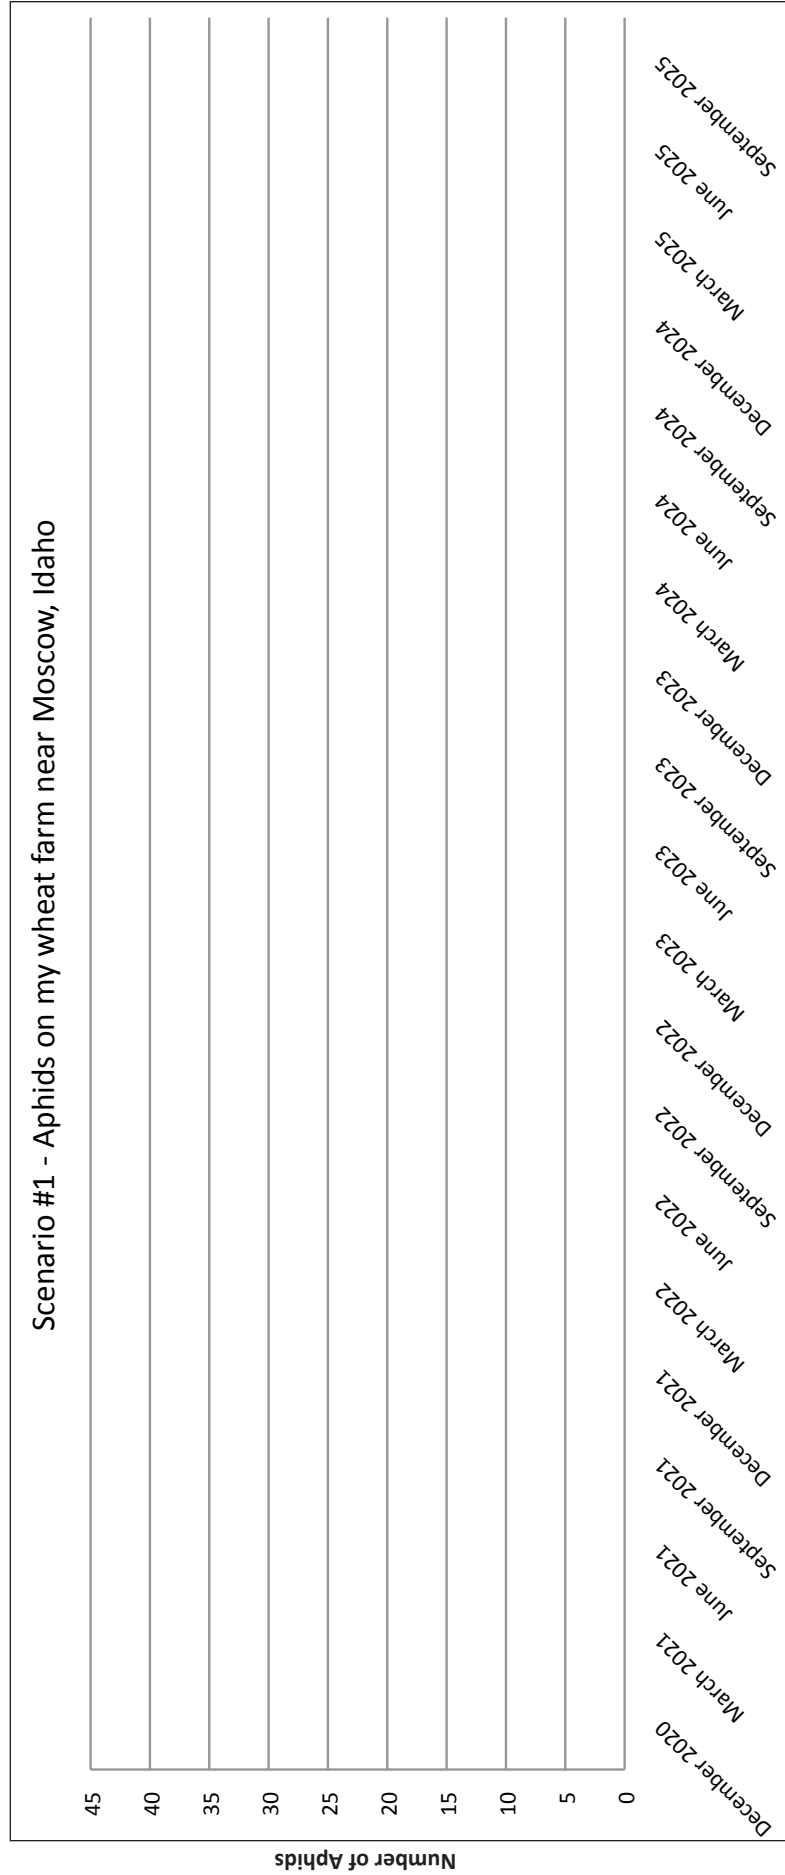 Scenario #1 - Aphids on my wheat farm near Moscow, Idaho
Number of Aphids
45
40
35
30
25
20
15
10
5
0
December 2020
March 2021
June 2021
September 2021
December 2021
March 2022
June 2022
September 2022
December 2022
March 2023
June 2023
September 2023
December 2023
March 2024
June 2024
September 2024
December 2024
March 2025
June 2025
September 2025